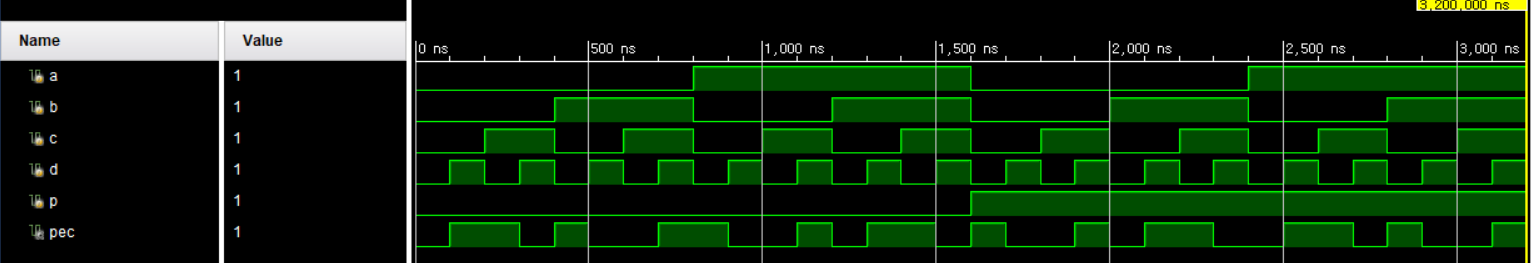 3,200,000 ns
Name Value
0 ns 500 ns 1,000 ns 1,500 ns 2,000 ns 2,500 ns 3,000 ns
a 1
b 1
c 1
d 1
p 1
pec 1